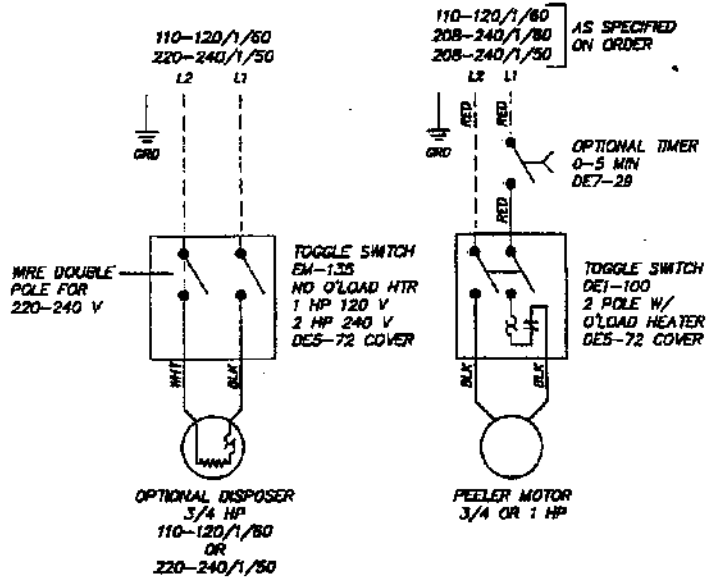 110-120/1/60
220-240/1/50
L2 L1
GRD
WIRE DOUBLE
POLE FOR
220-240 V
TOGGLE SWITCH
EM-135
NO O'LOAD HTR
1 HP 120 V
2 HP 240 V
DE5-72 COVER
WHT
BLK
OPTIONAL DISPOSER
3/4 HP
110-120/1/60
OR
220-240/1/50
110-120/1/60
208-240/1/60
208-240/1/50
AS SPECIFIED
ON ORDER
L2 L1
RED
RED
GRD
OPTIONAL TIMER
0-5 MIN
DE7-29
RED
TOGGLE SWITCH
DE1-100
2 POLE W/
O'LOAD HEATER
DE5-72 COVER
BLK
BLK
PEELER MOTOR
3/4 OR 1 HP